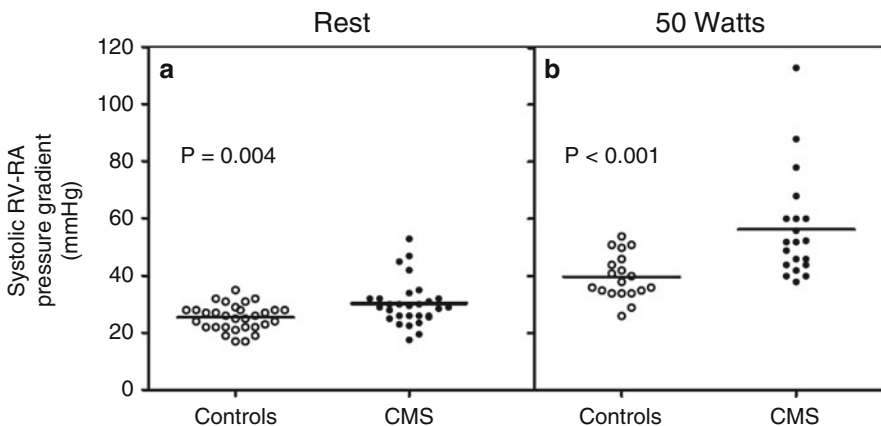 Rest
50 Watts
Systolic RV-RA
pressure gradient
(mmHg)
120
100
80
60
40
20
0
a
P = 0.004
b
P < 0.001
Controls
CMS
Controls
CMS